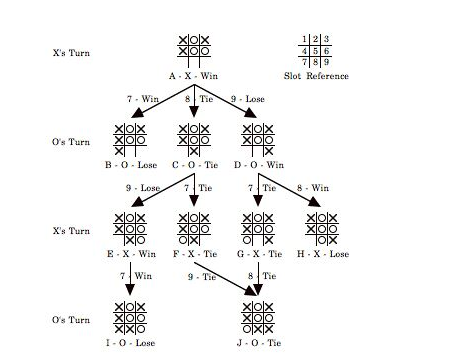 X O X
X O O
1 2 3
4 5 6
7 8 9
X's Turn
A - X - Win
Slot Reference
7 - Win
8 - Tie
9 - Lose
X O X
X O O
X
X O X
X O O
X
X O X
X O O
X
O's Turn
B - O - Lose
C - O - Tie
D - O - Win
9 - Lose
7 - Tie
7 - Tie
8 - Win
X O X
X O O
X O
X O X
X O O
O X
X O X
X O O
O X
X O X
X O O
O X
X's Turn
E - X - Win
F - X - Tie
G - X - Tie
H - X - Lose
7 - Win
9 - Tie
8 - Tie
X O X
X O O
X X O
X O X
X O O
O X X
O's Turn
I - O - Lose
J - O - Tie